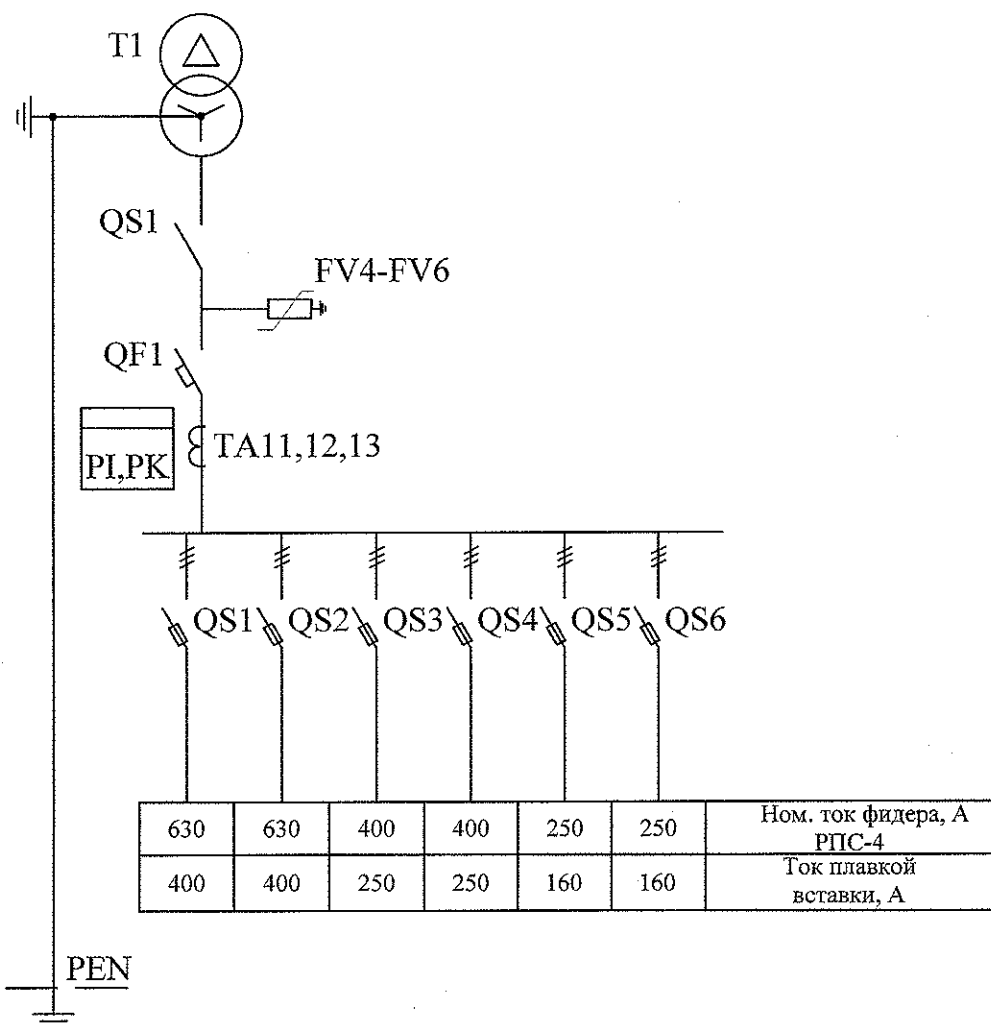 T1
QS1
FV4-FV6
QF1
PI,PK
TA11,12,13
QS1 QS2 QS3 QS4 QS5 QS6
630 630 400 400 250 250 Ном. ток фидера, А
РПС-4
400 400 250 250 160 160 Ток плавкой
вставки, А
PEN